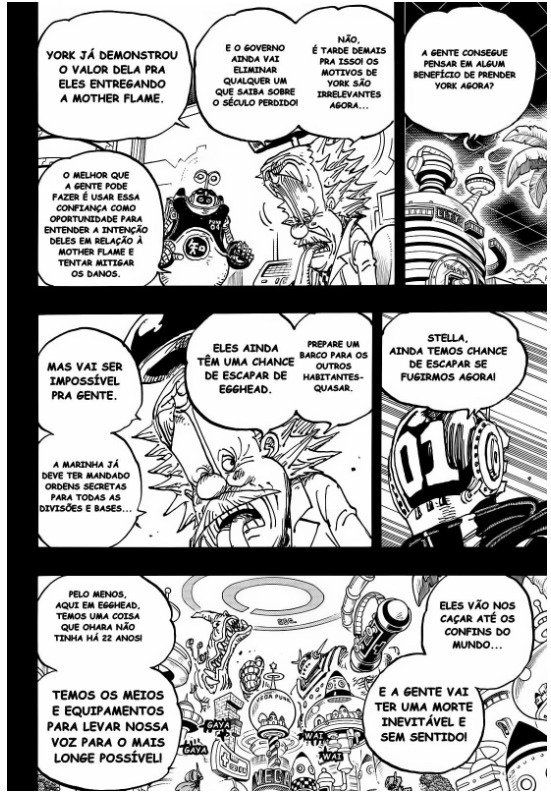 A GENTE CONSEGUE
PENSAR EM ALGUM
BENEFÍCIO DE PRENDER
YORK AGORA?
NÃO,
É TARDE DEMAIS
PRA ISSO! OS
MOTIVOS DE
YORK SÃO
IRRELEVANTES
AGORA...
E O GOVERNO
AINDA VAI
ELIMINAR
QUALQUER UM
QUE SAIBA SOBRE
O SÉCULO PERDIDO!
YORK JÁ DEMONSTROU
O VALOR DELA PRA
ELES ENTREGANDO
A MOTHER FLAME.
O MELHOR QUE
A GENTE PODE
FAZER É USAR ESSA
CONFIANÇA COMO
OPORTUNIDADE PARA
ENTENDER A INTENÇÃO
DELES EM RELAÇÃO À
MOTHER FLAME E
TENTAR MITIGAR
OS DANOS.
PUNK
04
STELLA,
AINDA TEMOS CHANCE
DE ESCAPAR SE
FUGIRMOS AGORA!
01
PREPARE UM
BARCO PARA OS
OUTROS
HABITANTES-
QUASAR.
ELES AINDA
TÊM UMA CHANCE
DE ESCAPAR DE
EGGHEAD.
MAS VAI SER
IMPOSSÍVEL
PRA GENTE.
A MARINHA JÁ
DEVE TER MANDADO
ORDENS SECRETAS
PARA TODAS AS
DIVISÕES E BASES...
ELES VÃO NOS
CAÇAR ATÉ OS
CONFINS DO
MUNDO...
E A GENTE VAI
TER UMA MORTE
INEVITÁVEL E
SEM SENTIDO!
PELO MENOS,
AQUI EM EGGHEAD,
TEMOS UMA COISA
QUE OHARA NÃO
TINHA HÁ 22 ANOS!
TEMOS OS MEIOS
E EQUIPAMENTOS
PARA LEVAR NOSSA
VOZ PARA O MAIS
LONGE POSSÍVEL!
GAYA
GAYA
WAI
WAI